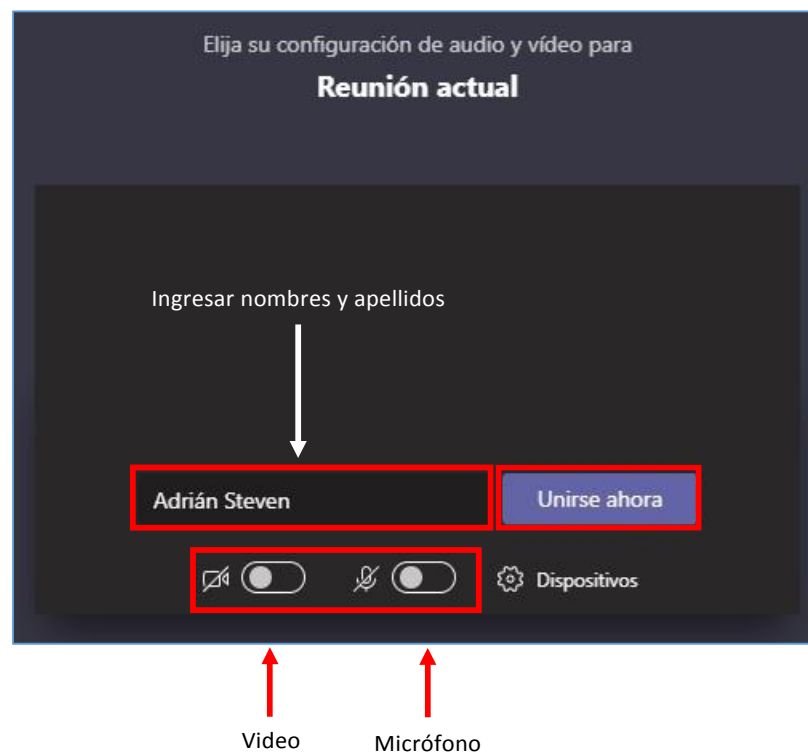 Elija su configuración de audio y vídeo para
Reunión actual
Ingresar nombres y apellidos
Adrián Steven
Unirse ahora
Dispositivos
Video
Micrófono